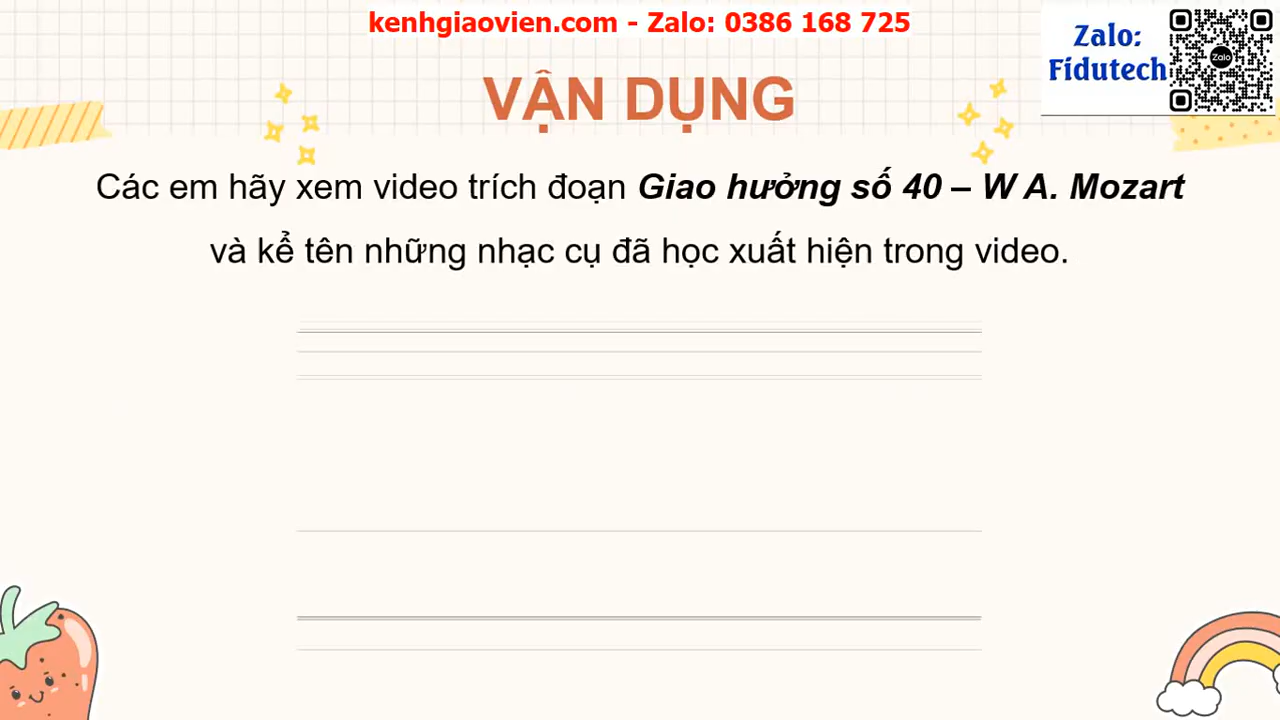 kenhgiaovien.com - Zalo: 0386 168 725
Zalo:
Fidutech
Zalo
VẬN DỤNG
Các em hãy xem video trích đoạn Giao hưởng số 40 – W A. Mozart
và kể tên những nhạc cụ đã học xuất hiện trong video.